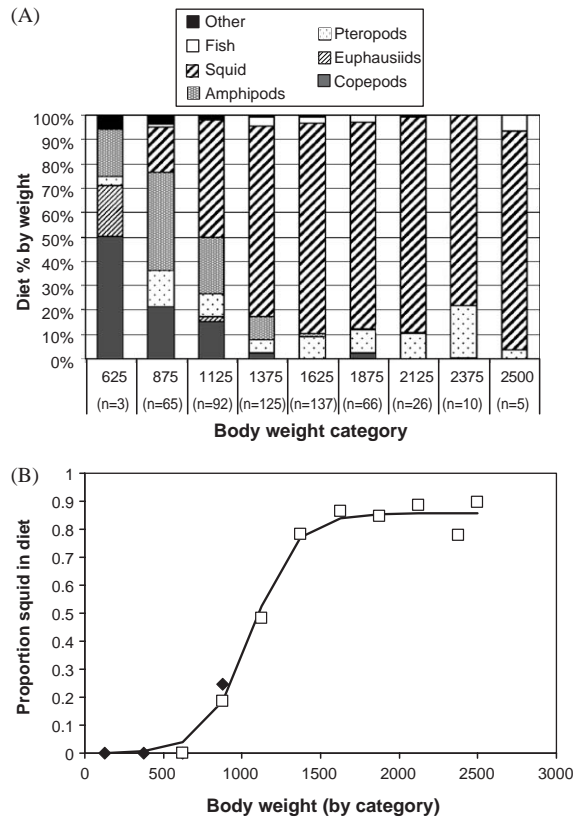 (A)
Other
Fish
Squid
Amphipods
Pteropods
Euphausiids
Copepods
Diet % by weight
100%
90%
80%
70%
60%
50%
40%
30%
20%
10%
0%
625 875 1125 1375 1625 1875 2125 2375 2500
(n=3) (n=65) (n=92) (n=125) (n=137) (n=66) (n=26) (n=10) (n=5)
Body weight category
(B)
Proportion squid in diet
1
0.9
0.8
0.7
0.6
0.5
0.4
0.3
0.2
0.1
0
0 500 1000 1500 2000 2500 3000
Body weight (by category)